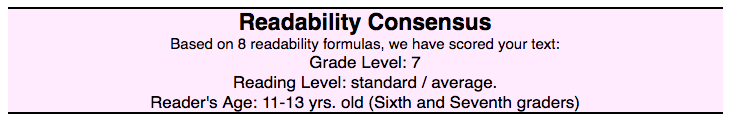 Readability Consensus
Based on 8 readability formulas, we have scored your text:
Grade Level: 7
Reading Level: standard / average.
Reader's Age: 11-13 yrs. old (Sixth and Seventh graders)